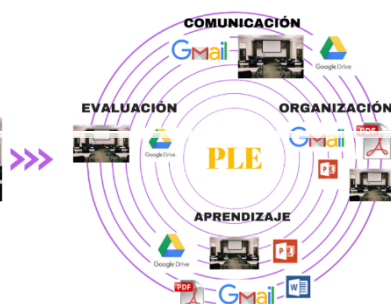 COMUNICACIÓN
Gmail
Google Drive
EVALUACIÓN
ORGANIZACIÓN
Google Drive
PLE
Gmail
PDF
P
APRENDIZAJE
Google Drive
P
PDF
Gmail
W